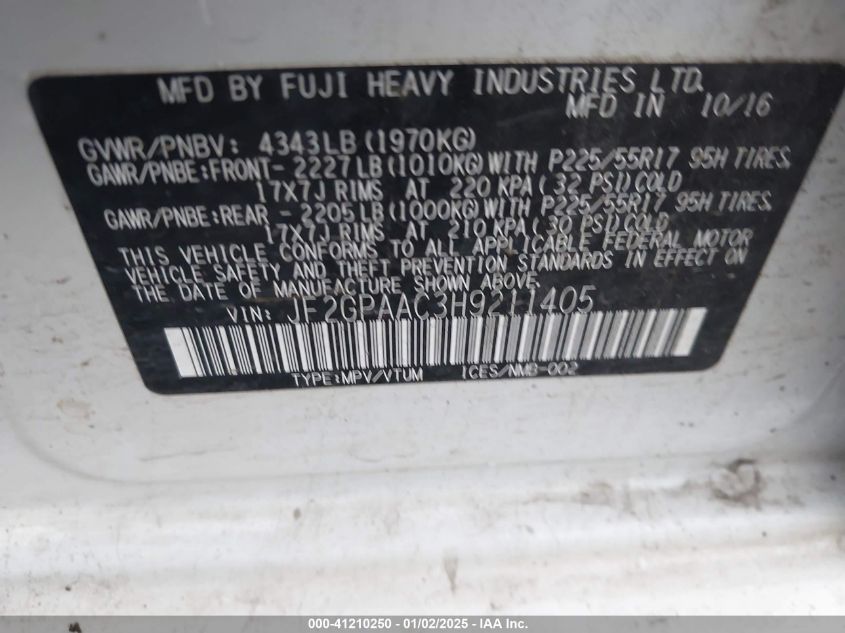 MFD BY FUJI HEAVY INDUSTRIES LTD.
MFD IN 10/16
GVWR/PNBV: 4343LB(1970KG)
GAWR/PNBE:FRONT- 2227LB(1010KG)WITH P225/55R17 95H TIRES,
17X7J RIMS AT 220 KPA( 32 PSI)COLD
GAWR/PNBE:REAR - 2205LB(1000KG)WITH P225/55R17 95H TIRES,
17X7J RIMS AT 210 KPA( 30 PSI)COLD
THIS VEHICLE CONFORMS TO ALL APPLICABLE FEDERAL MOTOR
VEHICLE SAFETY AND THEFT PREVENTION STANDARDS IN EFFECT ON
THE DATE OF MANUFACTURE SHOWN ABOVE.
VIN: JF2GPAAC3H9211405
TYPE:MPV/VTUM ICES/NMB-002
000-41210250 - 01/02/2025 - IAA Inc.